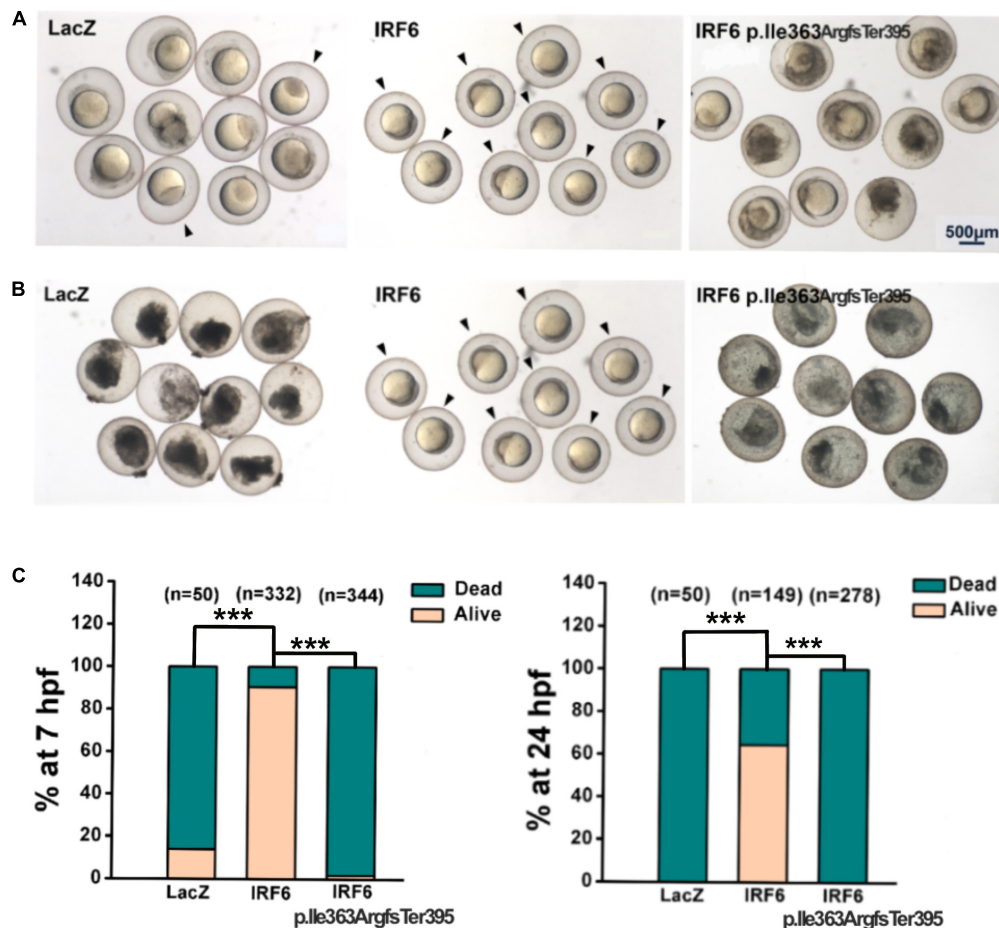 A
LacZ
IRF6
IRF6 p.Ile363ArgfsTer395
500µm
B
LacZ
IRF6
IRF6 p.Ile363ArgfsTer395
C
140
120
100
80
60
40
20
0
% at 7 hpf
(n=50) (n=332) (n=344)
***
***
Dead
Alive
LacZ
IRF6
IRF6
p.Ile363ArgfsTer395
140
120
100
80
60
40
20
0
% at 24 hpf
(n=50) (n=149) (n=278)
***
***
Dead
Alive
LacZ
IRF6
IRF6
p.Ile363ArgfsTer395